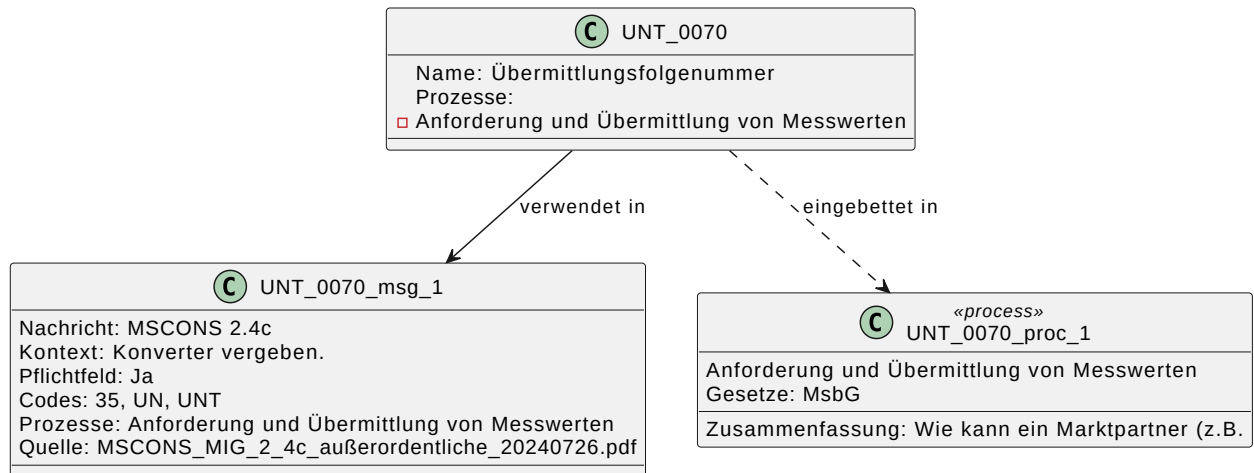 C UNT_0070
Name: Übermittlungsfolgenummer
Prozesse:
Anforderung und Übermittlung von Messwerten
verwendet in
eingebettet in
C UNT_0070_msg_1
Nachricht: MSCONS 2.4c
Kontext: Konverter vergeben.
Pflichtfeld: Ja
Codes: 35, UN, UNT
Prozesse: Anforderung und Übermittlung von Messwerten
Quelle: MSCONS_MIG_2_4c_außerordentliche_20240726.pdf
«process»
C UNT_0070_proc_1
Anforderung und Übermittlung von Messwerten
Gesetze: MsbG
Zusammenfassung: Wie kann ein Marktpartner (z.B.